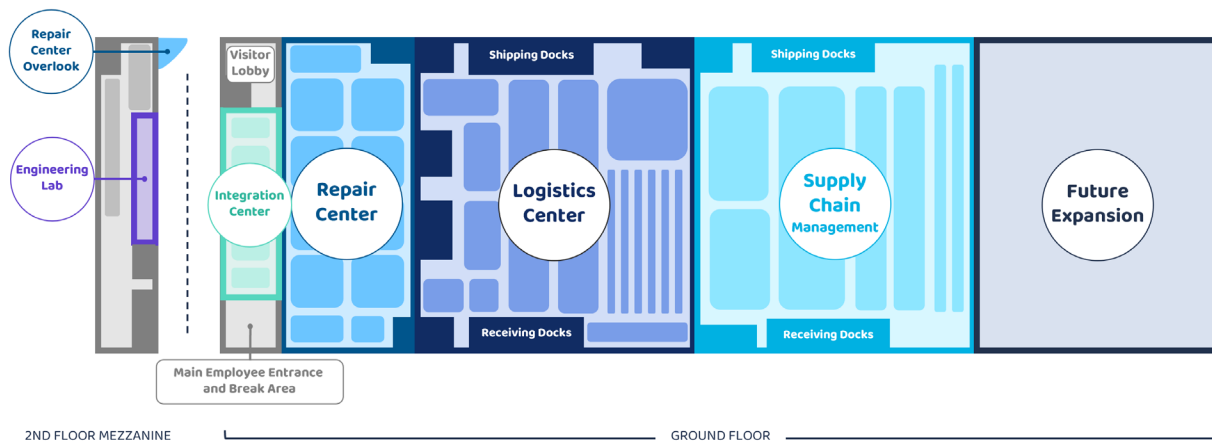 Repair
Center
Overlook
Engineering
Lab
Visitor
Lobby
Integration
Center
Main Employee Entrance
and Break Area
Repair
Center
Shipping Docks
Logistics
Center
Receiving Docks
Shipping Docks
Supply
Chain
Management
Receiving Docks
Future
Expansion
2ND FLOOR MEZZANINE
GROUND FLOOR